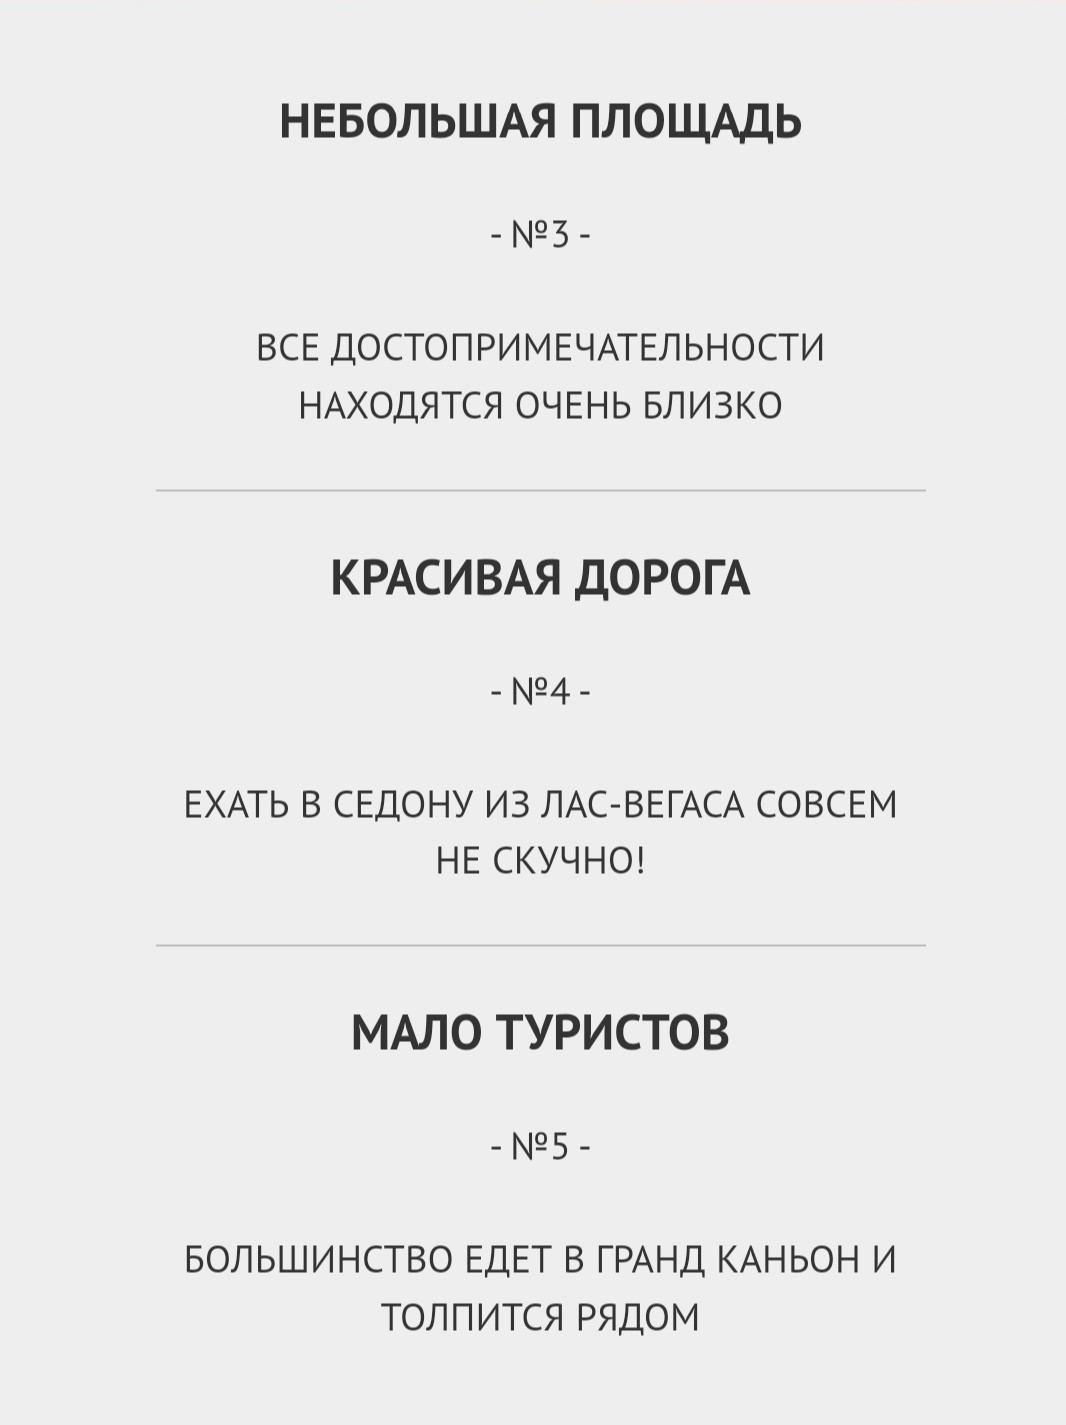 НЕБОЛЬШАЯ ПЛОЩАДЬ
- №3 -
ВСЕ ДОСТОПРИМЕЧАТЕЛЬНОСТИ
НАХОДЯТСЯ ОЧЕНЬ БЛИЗКО
КРАСИВАЯ ДОРОГА
- №4 -
ЕХАТЬ В СЕДОНУ ИЗ ЛАС-ВЕГАСА СОВСЕМ
НЕ СКУЧНО!
МАЛО ТУРИСТОВ
- №5 -
БОЛЬШИНСТВО ЕДЕТ В ГРАНД КАНЬОН И
ТОЛПИТСЯ РЯДОМ